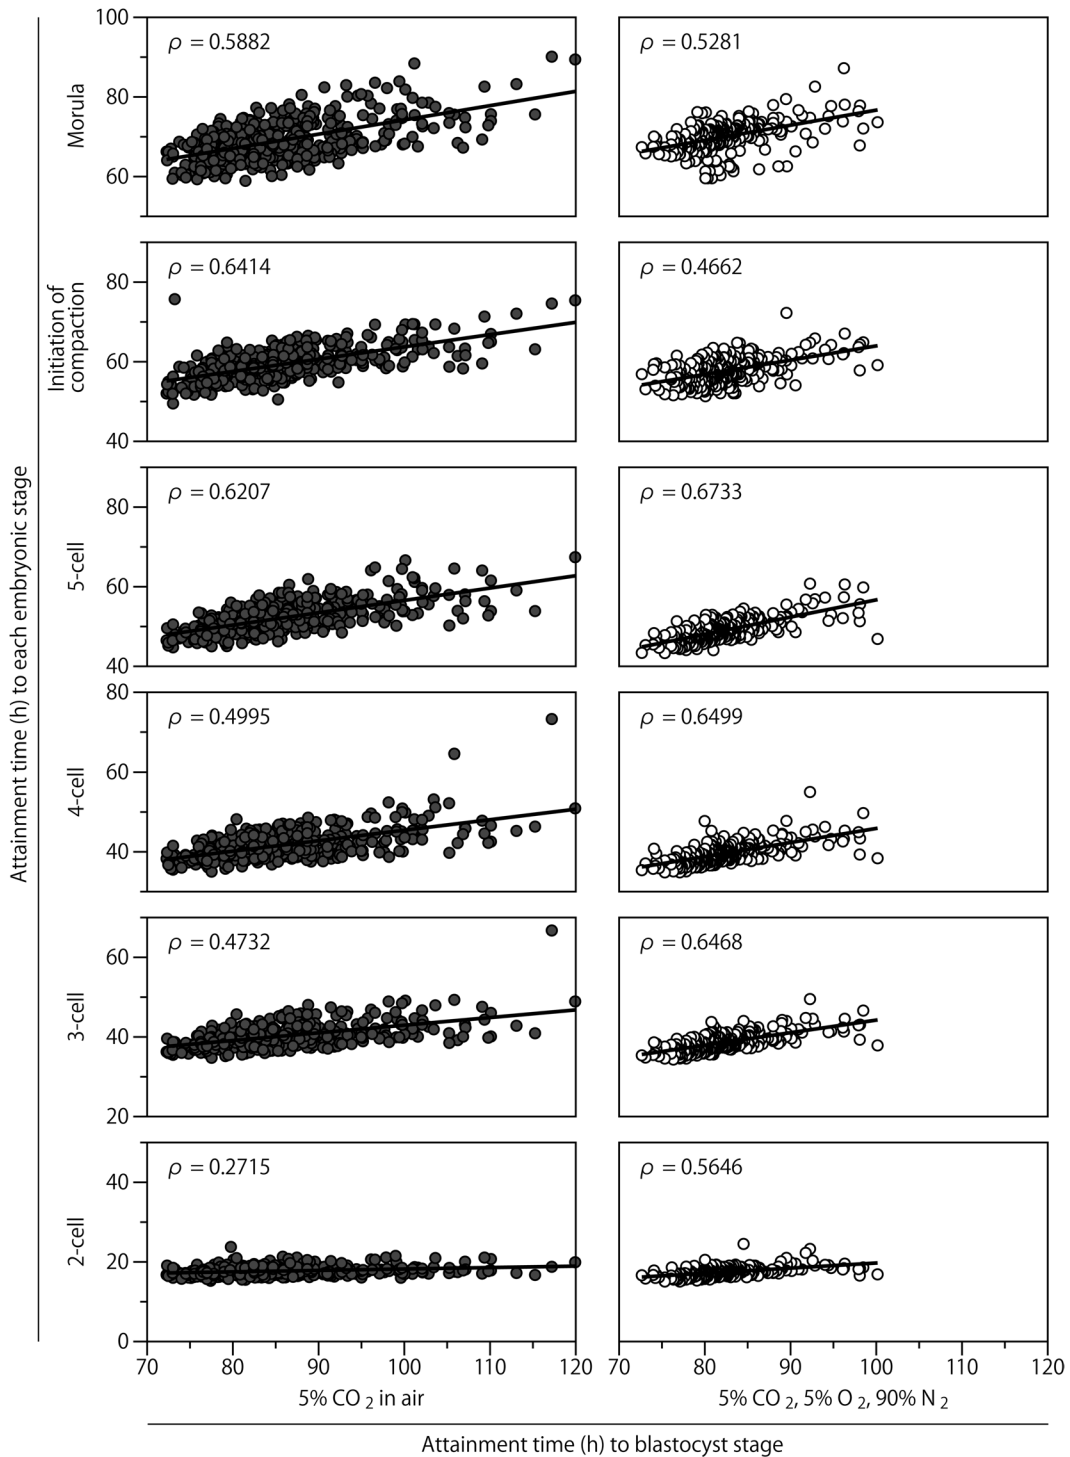 Attainment time (h) to each embryonic stage
Morula
100
80
60
ρ = 0.5882
ρ = 0.5281
Initiation of
compaction
80
60
40
ρ = 0.6414
ρ = 0.4662
5-cell
80
60
40
ρ = 0.6207
ρ = 0.6733
4-cell
80
60
40
ρ = 0.4995
ρ = 0.6499
3-cell
60
40
20
ρ = 0.4732
ρ = 0.6468
2-cell
40
20
0
ρ = 0.2715
ρ = 0.5646
70 80 90 100 110 120 70 80 90 100 110 120
5% CO 2 in air
5% CO 2, 5% O 2, 90% N 2
Attainment time (h) to blastocyst stage